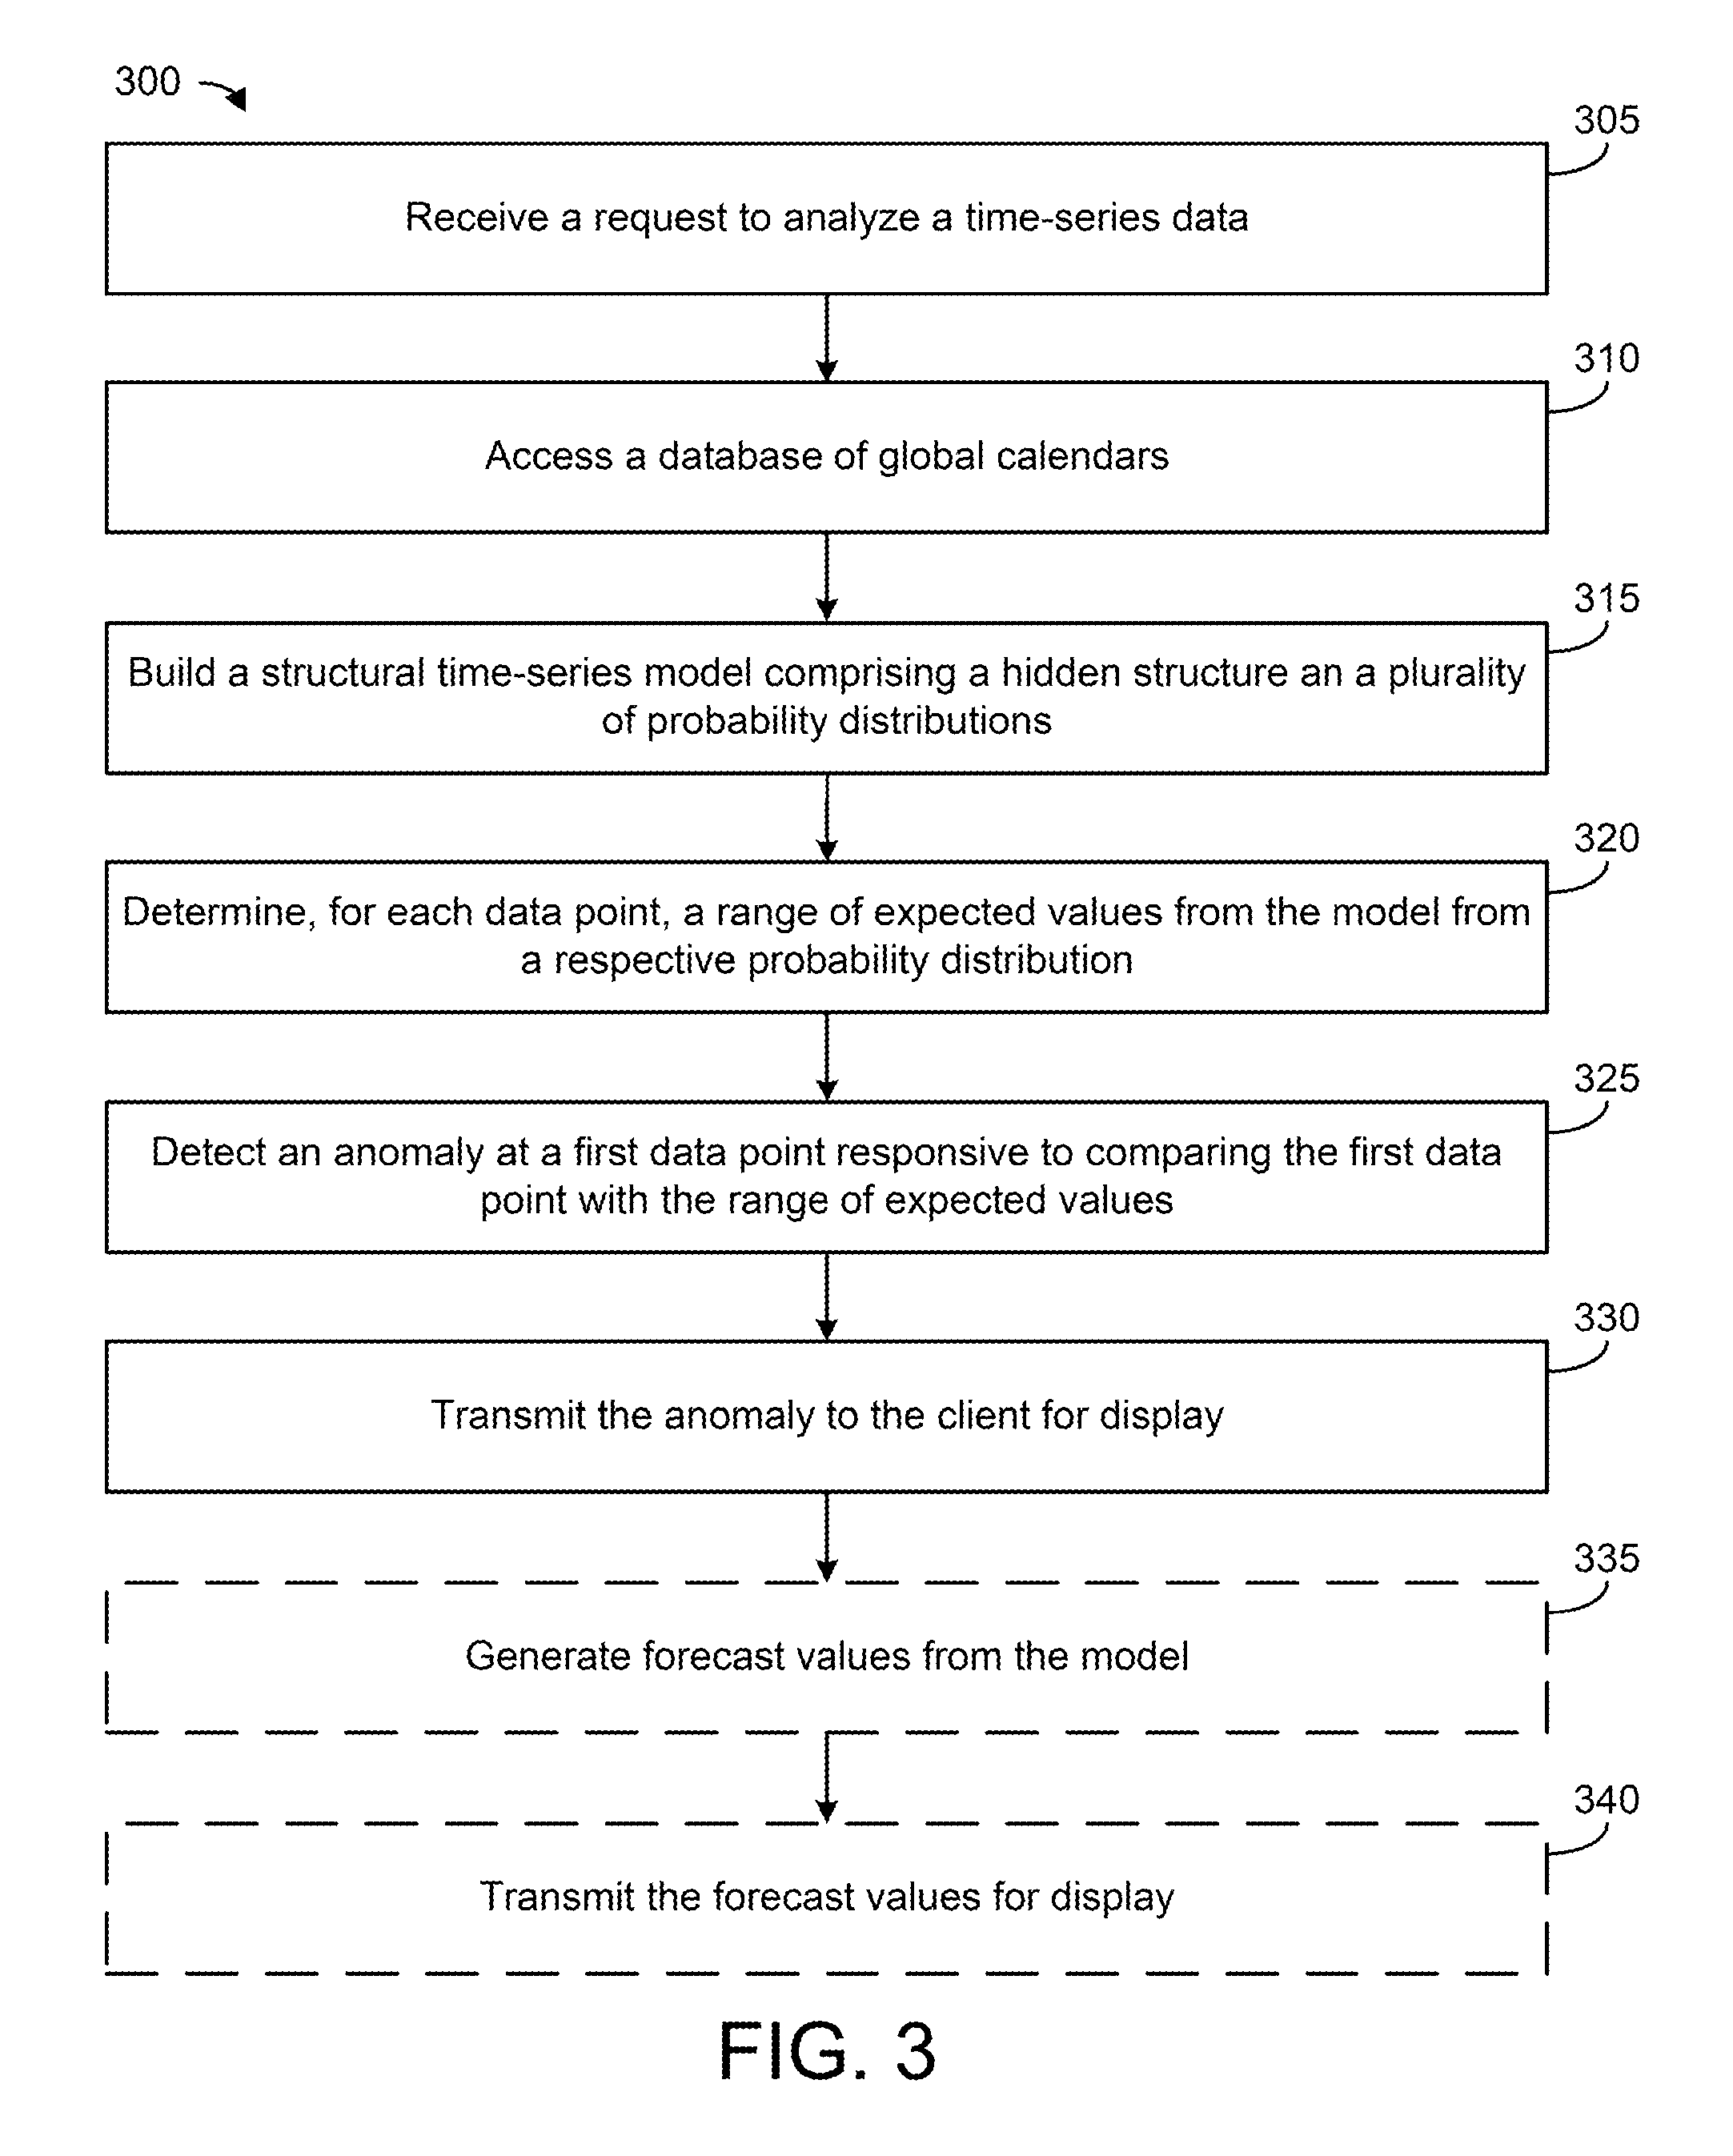 300
305
Receive a request to analyze a time-series data
310
Access a database of global calendars
315
Build a structural time-series model comprising a hidden structure an a plurality
of probability distributions
320
Determine, for each data point, a range of expected values from the model from
a respective probability distribution
325
Detect an anomaly at a first data point responsive to comparing the first data
point with the range of expected values
330
Transmit the anomaly to the client for display
335
Generate forecast values from the model
340
Transmit the forecast values for display
FIG. 3